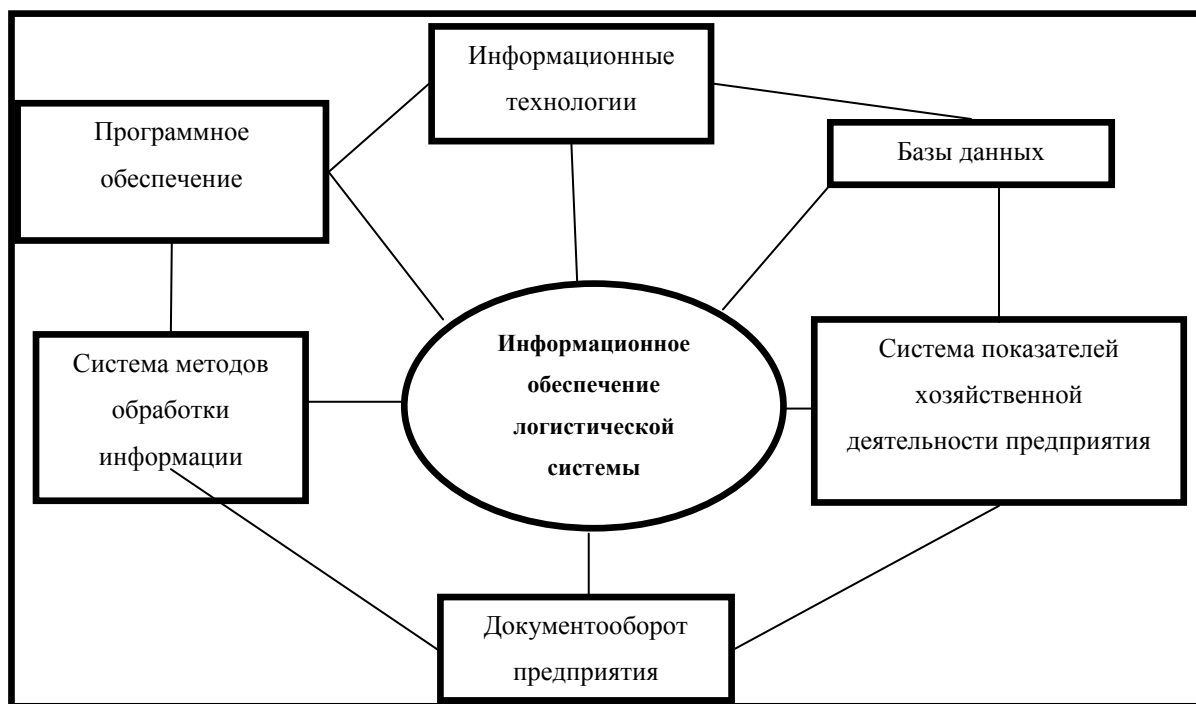 Информационные
технологии
Программное
обеспечение
Базы данных
Информационное
обеспечение
логистической
системы
Система методов
обработки
информации
Система показателей
хозяйственной
деятельности предприятия
Документооборот
предприятия